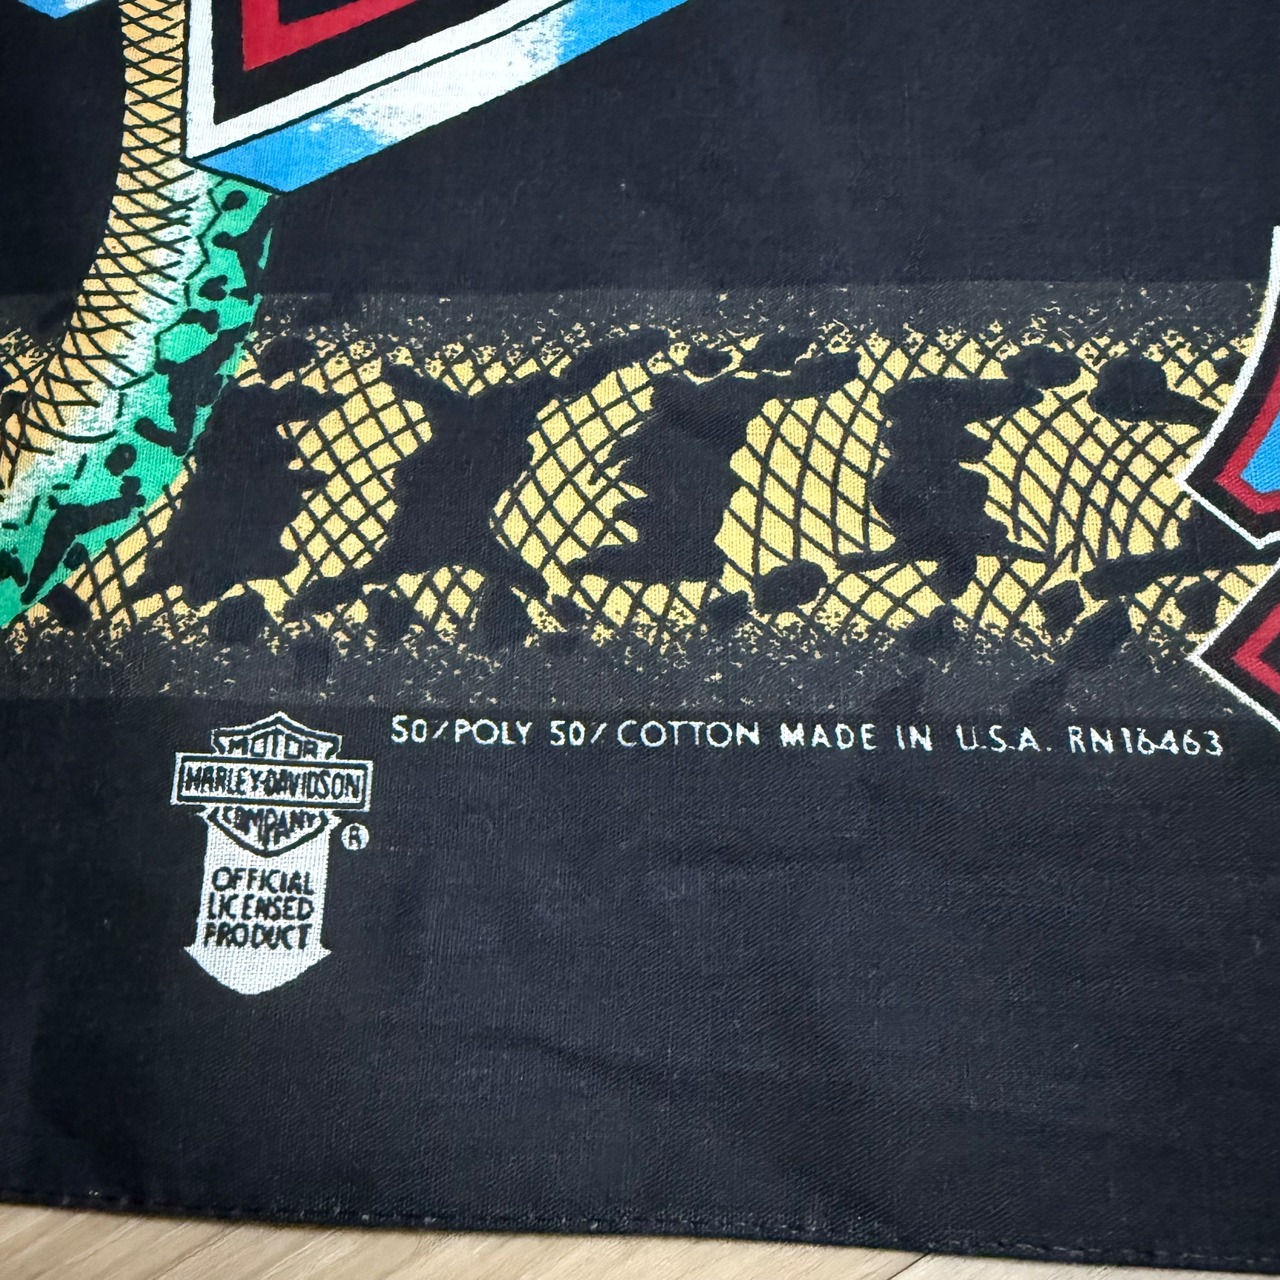 50/POLY 50/COTTON MADE IN U.S.A. RN16463
MOTOR
HARLEY-DAVIDSON
COMPANY
®
OFFICIAL
LICENSED
PRODUCT